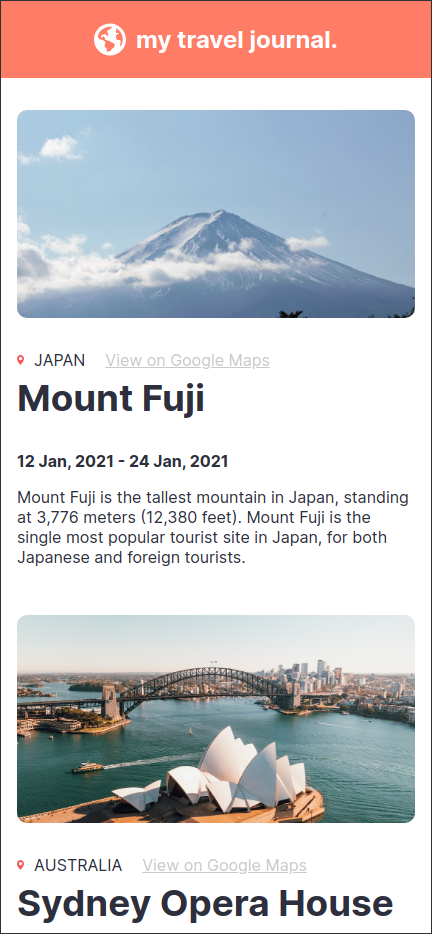 my travel journal.
JAPAN View on Google Maps
Mount Fuji
12 Jan, 2021 - 24 Jan, 2021
Mount Fuji is the tallest mountain in Japan, standing
at 3,776 meters (12,380 feet). Mount Fuji is the
single most popular tourist site in Japan, for both
Japanese and foreign tourists.
AUSTRALIA View on Google Maps
Sydney Opera House